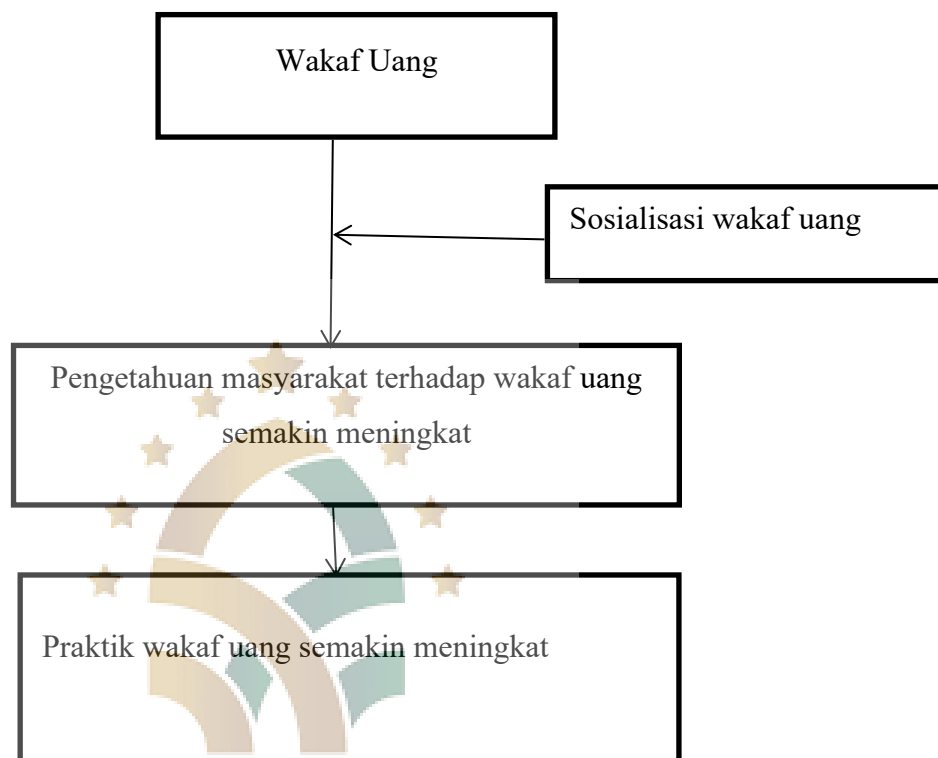 Wakaf Uang
Sosialisasi wakaf uang
Pengetahuan masyarakat terhadap wakaf uang
semakin meningkat
Praktik wakaf uang semakin meningkat